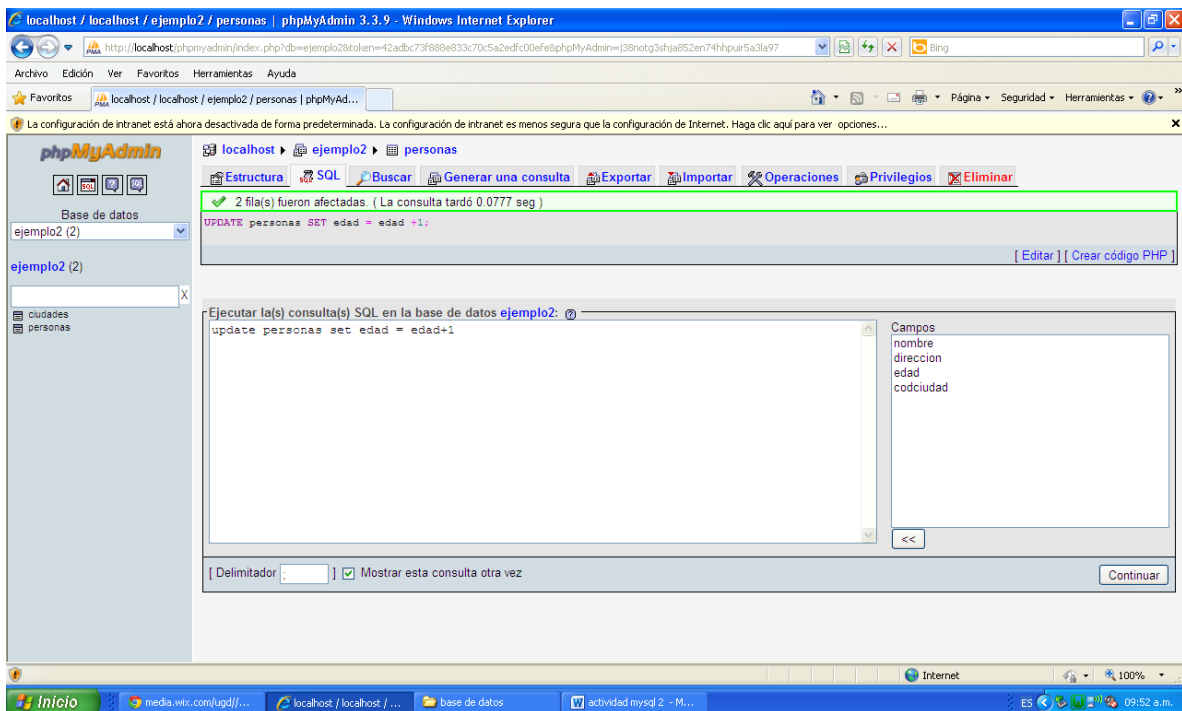 localhost / localhost / ejemplo2 / personas | phpMyAdmin 3.3.9 - Windows Internet Explorer
http://localhost/phpmyadmin/index.php?db=ejemplo2&token=42adbc73f888e833c70c5a2edfc00efe&phpMyAdmin=j38notg3shja852en74hhpuir5a3la97
Bing
Archivo Edición Ver Favoritos Herramientas Ayuda
Favoritos
localhost / localhost / ejemplo2 / personas | phpMyAd...
Página Seguridad Herramientas
La configuración de intranet está ahora desactivada de forma predeterminada. La configuración de intranet es menos segura que la configuración de Internet. Haga clic aquí para ver opciones...
phpMyAdmin
Base de datos
ejemplo2 (2)
ejemplo2 (2)
X
ciudades
personas
localhost ejemplo2 personas
Estructura SQL Buscar Generar una consulta Exportar Importar Operaciones Privilegios Eliminar
2 fila(s) fueron afectadas. ( La consulta tardó 0.0777 seg )
UPDATE personas SET edad = edad +1;
[ Editar ] [ Crear código PHP ]
Ejecutar la(s) consulta(s) SQL en la base de datos ejemplo2:
update personas set edad = edad+1
Campos
nombre
direccion
edad
codciudad
<<
[ Delimitador ; ] Mostrar esta consulta otra vez
Continuar
Internet
100%
Inicio
media.wix.com/ugd//...
localhost / localhost / ...
base de datos
actividad mysql 2 - M...
ES
09:52 a.m.